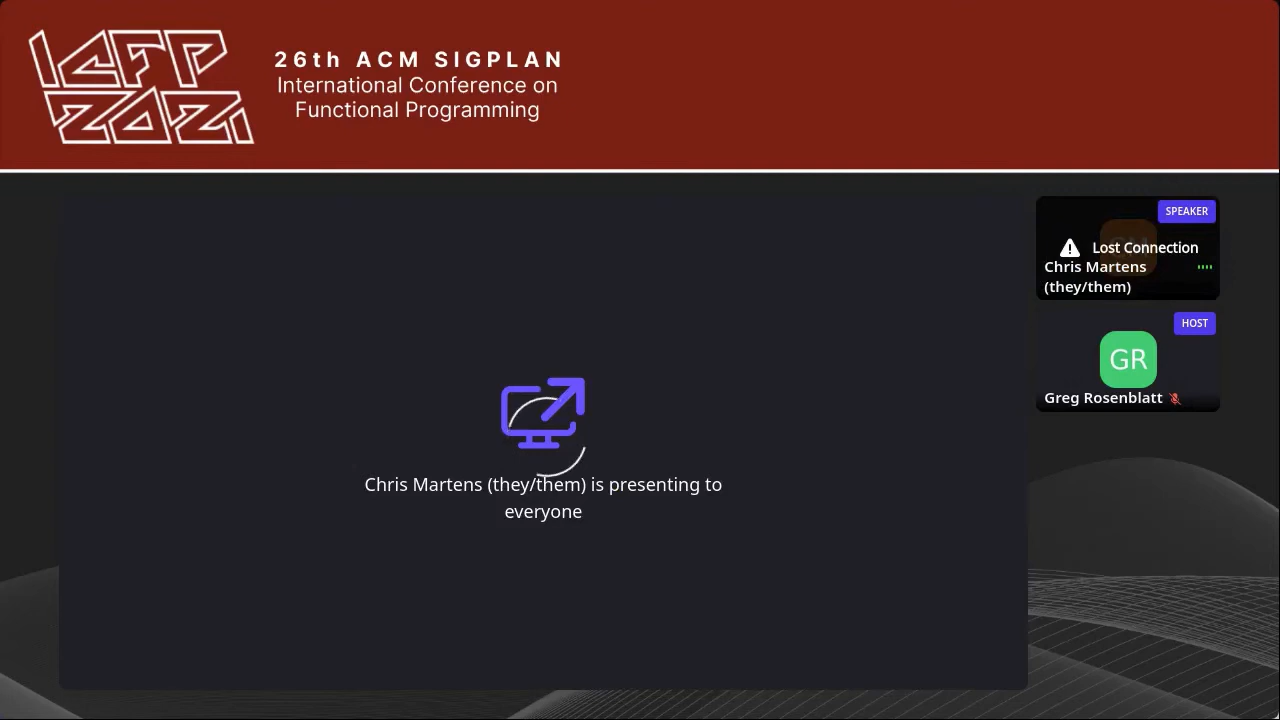 ICFP
2021
26th ACM SIGPLAN
International Conference on
Functional Programming
SPEAKER
Lost Connection
Chris Martens
(they/them)
HOST
GR
Greg Rosenblatt
Chris Martens (they/them) is presenting to
everyone